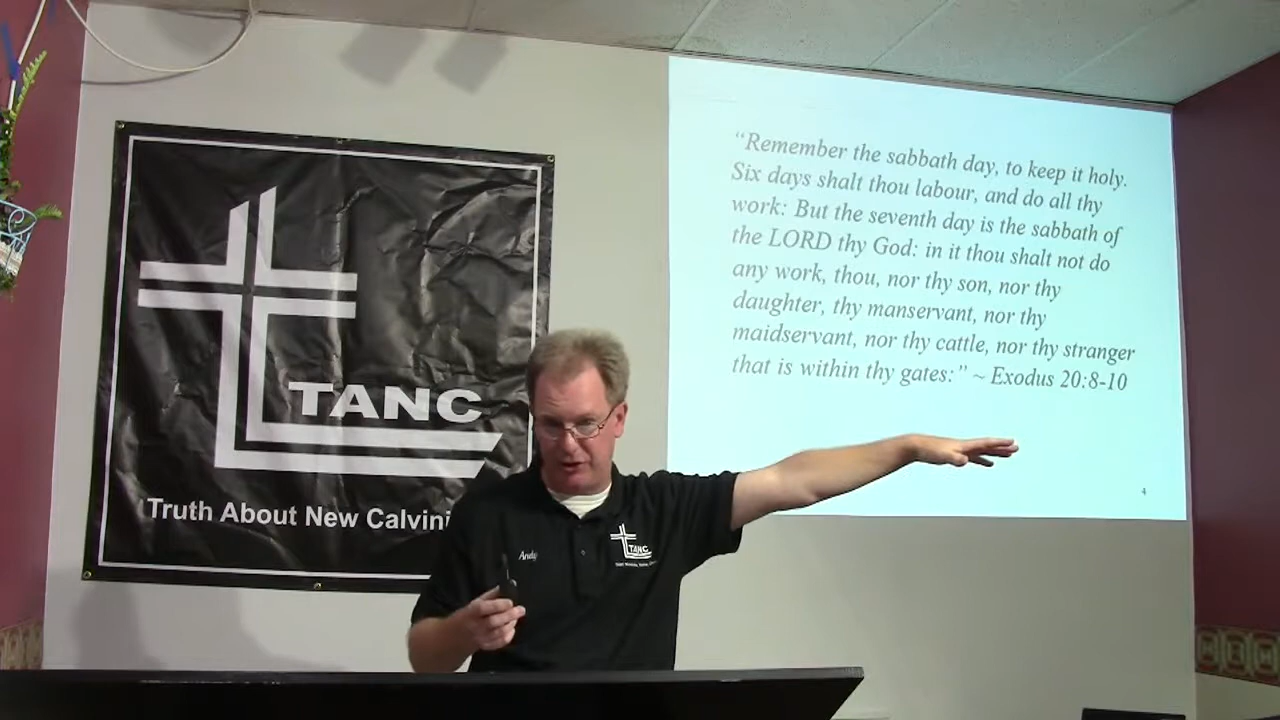 TANC
Truth About New Calvini
“Remember the sabbath day, to keep it holy.
Six days shalt thou labour, and do all thy
work: But the seventh day is the sabbath of
the LORD thy God: in it thou shalt not do
any work, thou, nor thy son, nor thy
daughter, thy manservant, nor thy
maidservant, nor thy cattle, nor thy stranger
that is within thy gates:” ~ Exodus 20:8-10
4
Andy
TANC